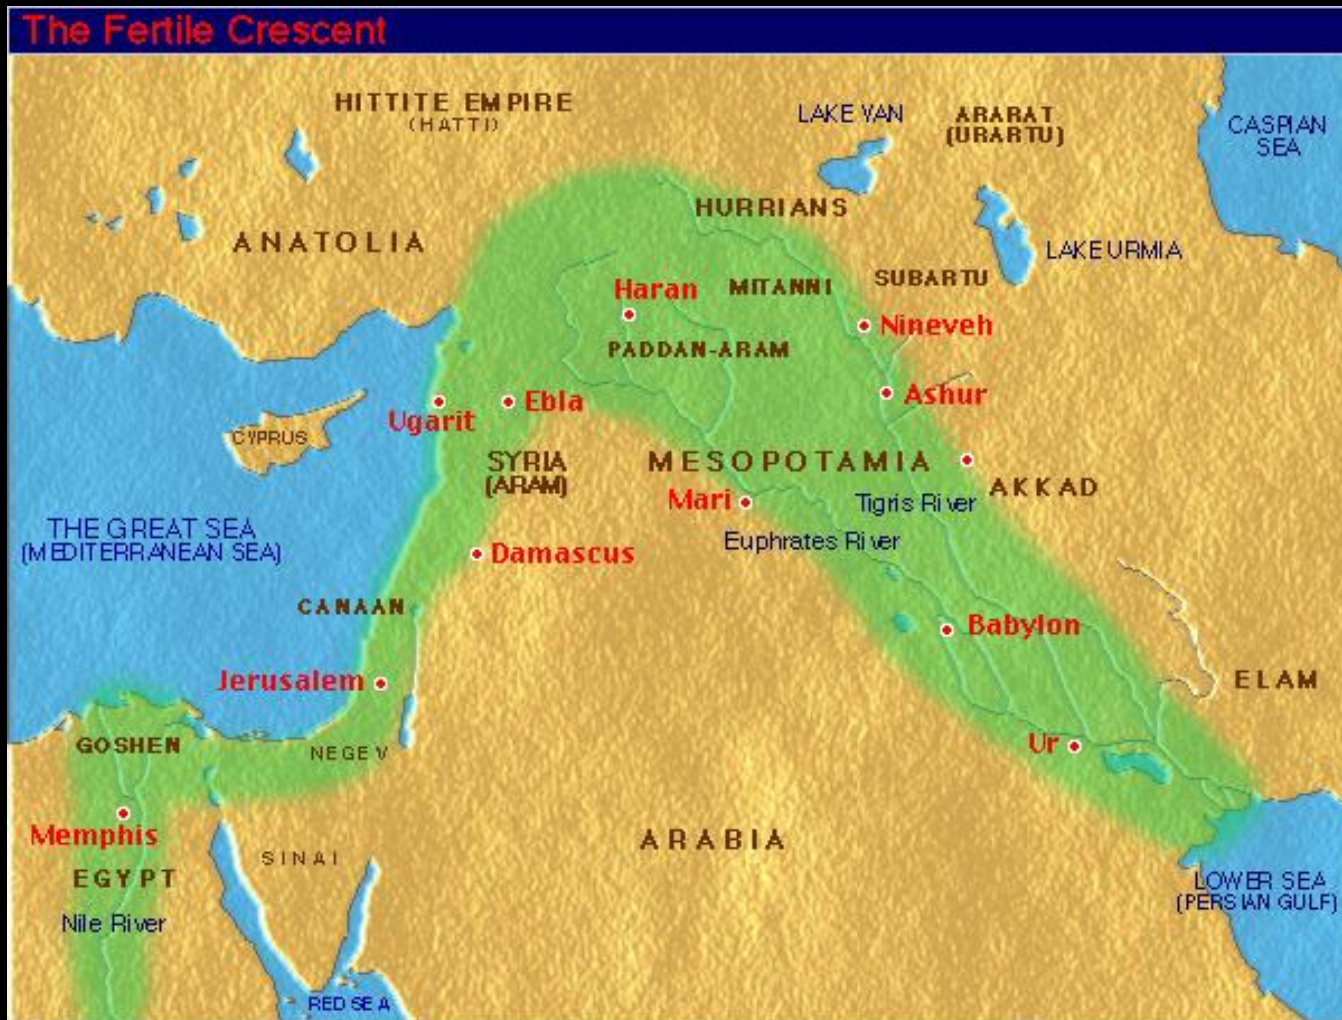 The Fertile Crescent
HITTITE EMPIRE
(HATTI)
LAKE VAN
ARARAT
(URARTU)
CASPIAN
SEA
HURRIANS
ANATOLIA
LAKE URMIA
SUBARTU
MITANNI
Haran
Nineveh
PADDAN-ARAM
Ashur
Ebla
Ugarit
CYPRUS
SYRIA
(ARAM)
MESOPOTAMIA
AKKAD
Mari
Tigris River
Euphrates River
THE GREAT SEA
(MEDITERRANEAN SEA)
Damascus
CANAAN
Babylon
Jerusalem
ELAM
GOSHEN
NEGEV
Ur
Memphis
ARABIA
SINAI
EGYPT
LOWER SEA
(PERSIAN GULF)
Nile River
RED SEA